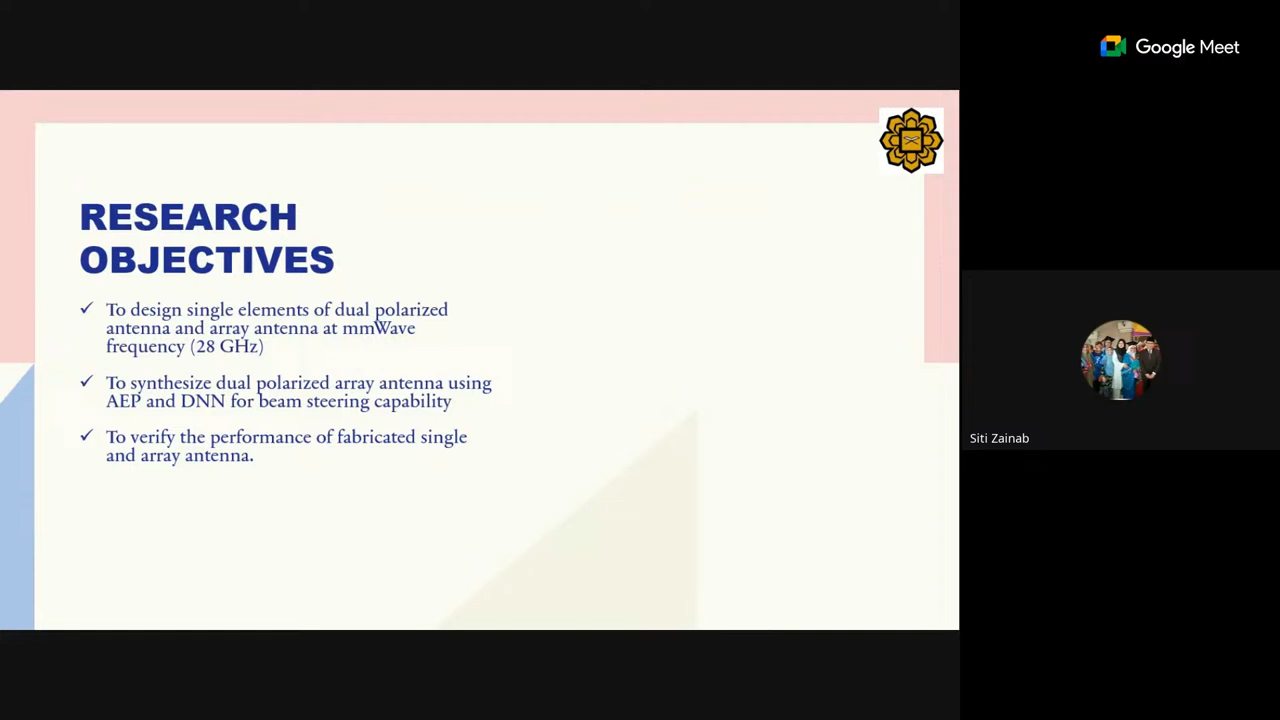 Google Meet
RESEARCH
OBJECTIVES
✓ To design single elements of dual polarized
antenna and array antenna at mmWave
frequency (28 GHz)
✓ To synthesize dual polarized array antenna using
AEP and DNN for beam steering capability
✓ To verify the performance of fabricated single
and array antenna.
Siti Zainab